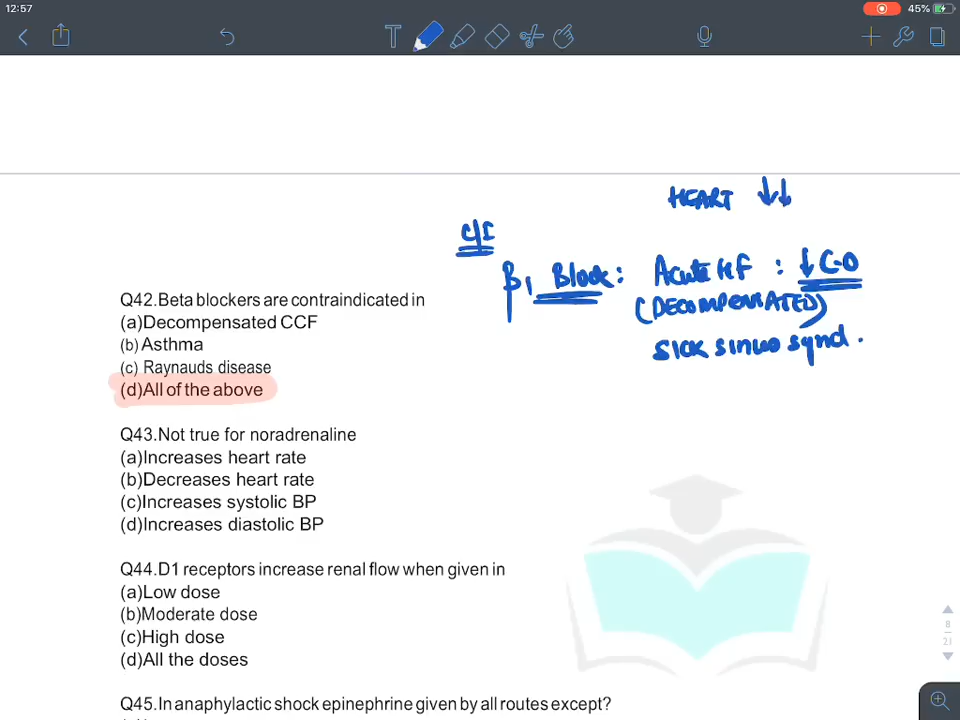 12:57
45%
T
HEART ↓↓
C/I
β1 Block: Acute HF : ↓ C.O
(DECOMPENSATED)
SICK SINUS SYND.
Q42.Beta blockers are contraindicated in
(a)Decompensated CCF
(b) Asthma
(c) Raynauds disease
(d)All of the above
Q43.Not true for noradrenaline
(a)Increases heart rate
(b)Decreases heart rate
(c)Increases systolic BP
(d)Increases diastolic BP
Q44.D1 receptors increase renal flow when given in
(a)Low dose
(b)Moderate dose
(c)High dose
(d)All the doses
8
21
Q45.In anaphylactic shock epinephrine given by all routes except?